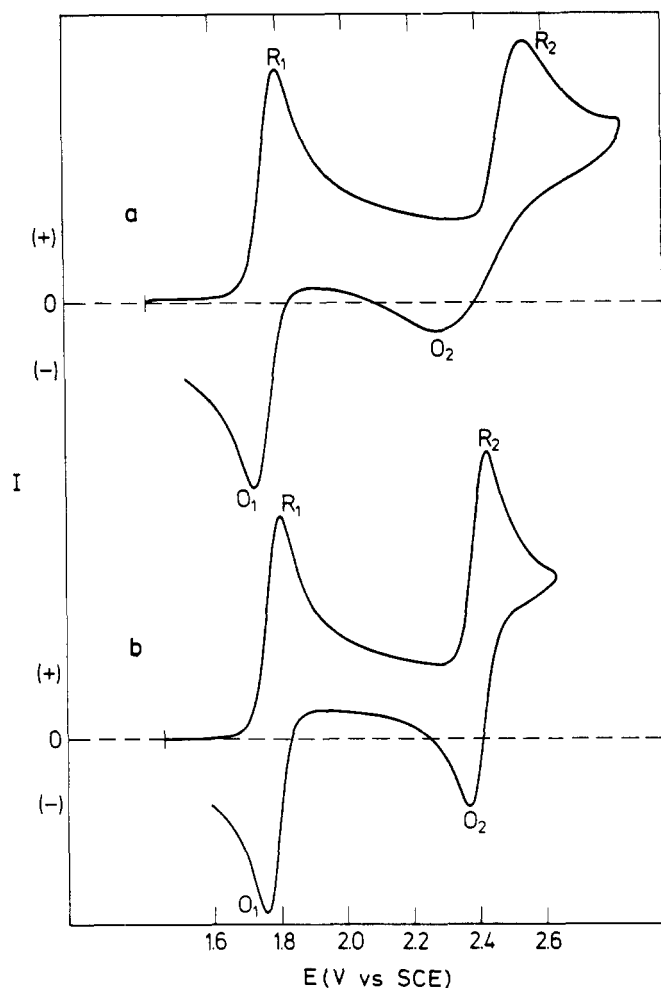 R1
R2
a
(+)
0
(-)
O2
O1
I
R1
R2
b
(+)
0
(-)
O2
O1
1.6 1.8 2.0 2.2 2.4 2.6
E(V vs SCE)